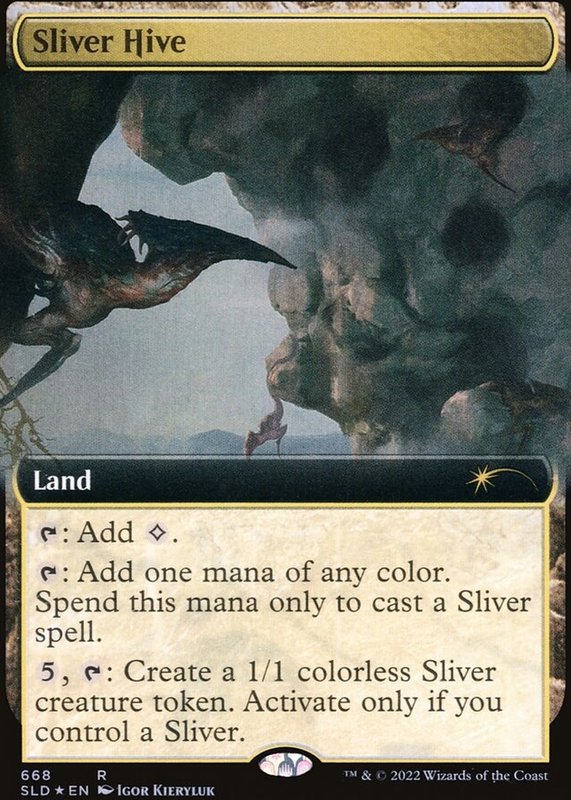 Sliver Hive
Land
: Add .
: Add one mana of any color.
Spend this mana only to cast a Sliver
spell.
5, : Create a 1/1 colorless Sliver
creature token. Activate only if you
control a Sliver.
668 R
SLD ★ EN Igor Kieryluk
™ & © 2022 Wizards of the Coast